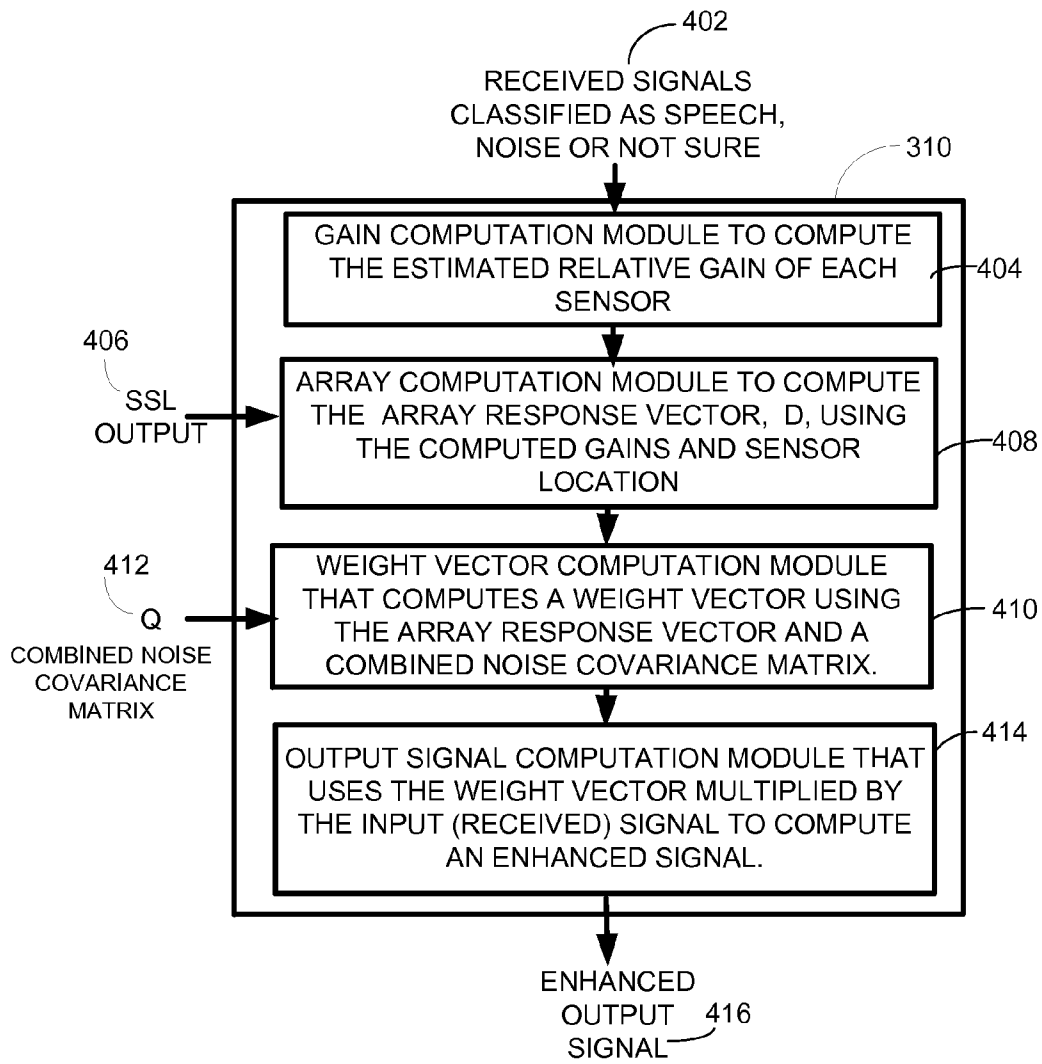 402
RECEIVED SIGNALS
CLASSIFIED AS SPEECH,
NOISE OR NOT SURE
310
GAIN COMPUTATION MODULE TO COMPUTE
THE ESTIMATED RELATIVE GAIN OF EACH
SENSOR
404
406
SSL
OUTPUT
ARRAY COMPUTATION MODULE TO COMPUTE
THE ARRAY RESPONSE VECTOR, D, USING
THE COMPUTED GAINS AND SENSOR
LOCATION
408
412
Q
COMBINED NOISE
COVARIANCE
MATRIX
WEIGHT VECTOR COMPUTATION MODULE
THAT COMPUTES A WEIGHT VECTOR USING
THE ARRAY RESPONSE VECTOR AND A
COMBINED NOISE COVARIANCE MATRIX.
410
OUTPUT SIGNAL COMPUTATION MODULE THAT
USES THE WEIGHT VECTOR MULTIPLIED BY
THE INPUT (RECEIVED) SIGNAL TO COMPUTE
AN ENHANCED SIGNAL.
414
ENHANCED
OUTPUT
SIGNAL
416